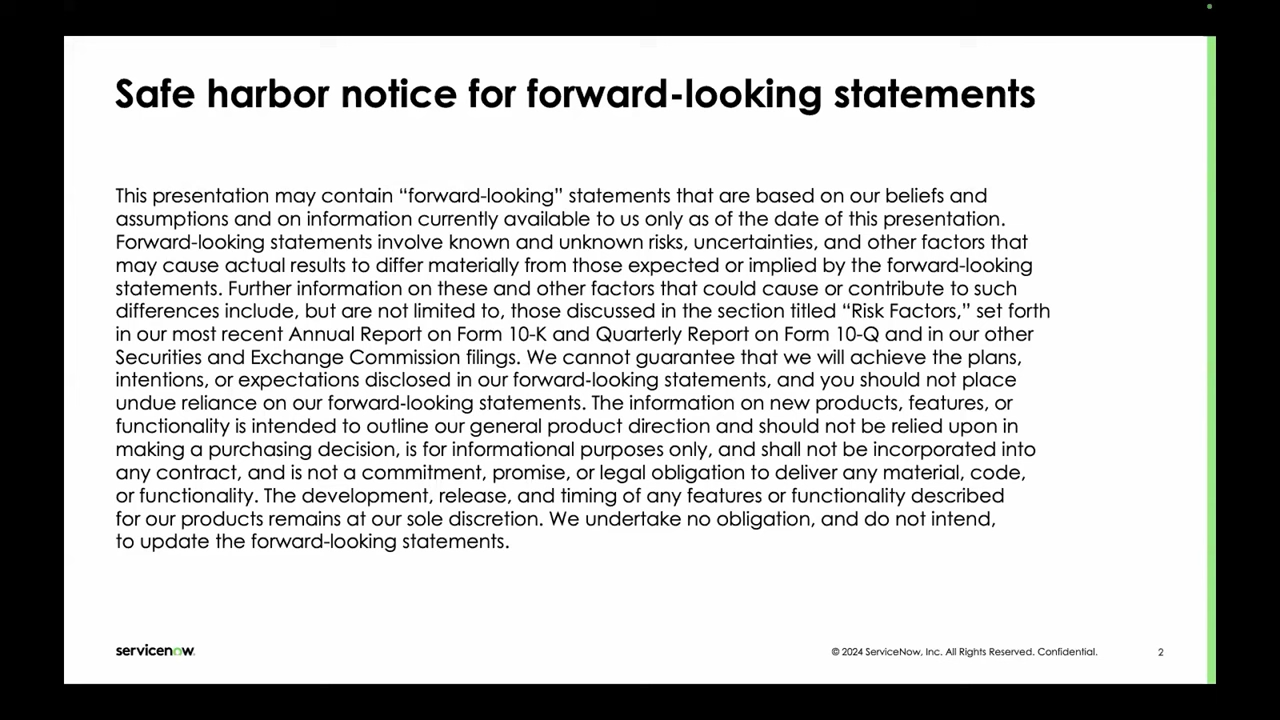 Safe harbor notice for forward-looking statements
This presentation may contain “forward-looking” statements that are based on our beliefs and
assumptions and on information currently available to us only as of the date of this presentation.
Forward-looking statements involve known and unknown risks, uncertainties, and other factors that
may cause actual results to differ materially from those expected or implied by the forward-looking
statements. Further information on these and other factors that could cause or contribute to such
differences include, but are not limited to, those discussed in the section titled “Risk Factors,” set forth
in our most recent Annual Report on Form 10-K and Quarterly Report on Form 10-Q and in our other
Securities and Exchange Commission filings. We cannot guarantee that we will achieve the plans,
intentions, or expectations disclosed in our forward-looking statements, and you should not place
undue reliance on our forward-looking statements. The information on new products, features, or
functionality is intended to outline our general product direction and should not be relied upon in
making a purchasing decision, is for informational purposes only, and shall not be incorporated into
any contract, and is not a commitment, promise, or legal obligation to deliver any material, code,
or functionality. The development, release, and timing of any features or functionality described
for our products remains at our sole discretion. We undertake no obligation, and do not intend,
to update the forward-looking statements.
servicenow
© 2024 ServiceNow, Inc. All Rights Reserved. Confidential.
2